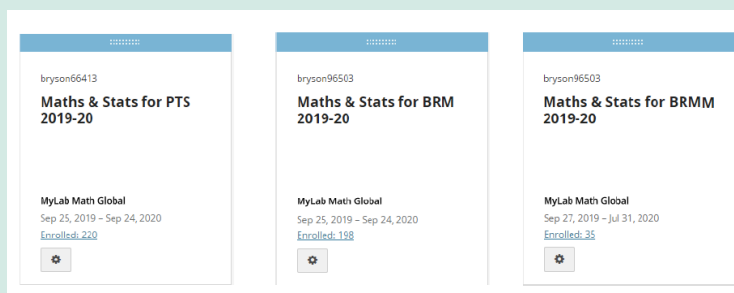 bryson66413
Maths & Stats for PTS
2019-20
MyLab Math Global
Sep 25, 2019 – Sep 24, 2020
Enrolled: 220
bryson96503
Maths & Stats for BRM
2019-20
MyLab Math Global
Sep 25, 2019 – Sep 24, 2020
Enrolled: 198
bryson96503
Maths & Stats for BRMM
2019-20
MyLab Math Global
Sep 27, 2019 – Jul 31, 2020
Enrolled: 35